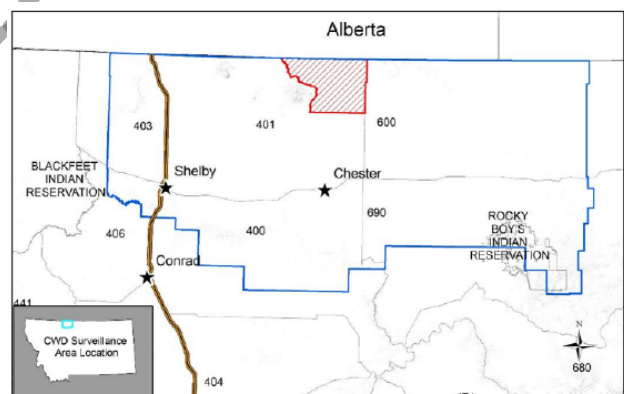 Alberta
403
401
600
BLACKFEET
INDIAN
RESERVATION
Shelby
Chester
406
400
690
ROCKY
BOY'S
INDIAN
RESERVATION
Conrad
441
CWD Surveillance
Area Location
N
680
404